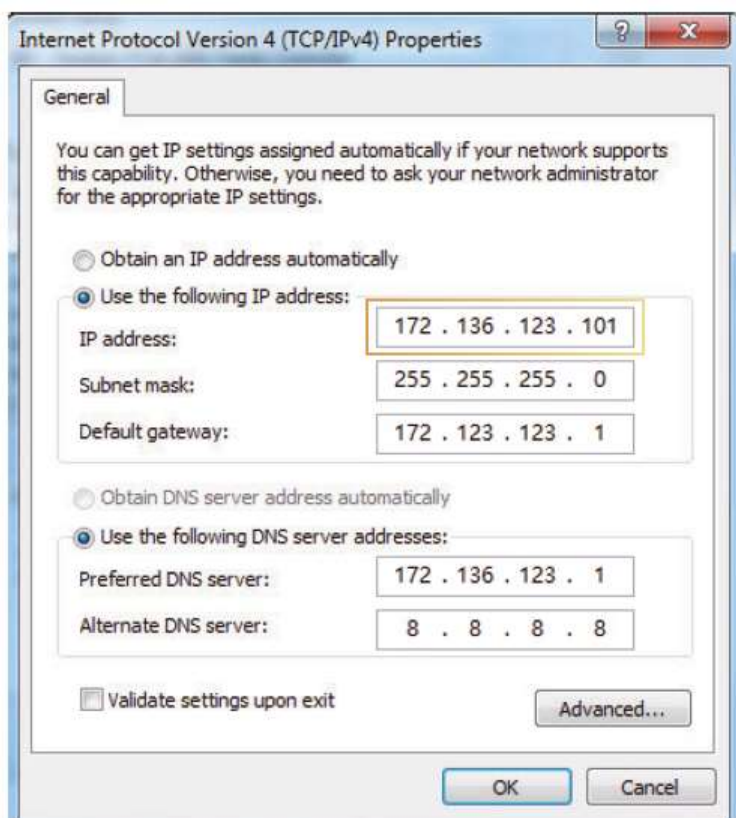 Internet Protocol Version 4 (TCP/IPv4) Properties
?
X
General
You can get IP settings assigned automatically if your network supports
this capability. Otherwise, you need to ask your network administrator
for the appropriate IP settings.
Obtain an IP address automatically
Use the following IP address:
IP address: 172 . 136 . 123 . 101
Subnet mask: 255 . 255 . 255 . 0
Default gateway: 172 . 123 . 123 . 1
Obtain DNS server address automatically
Use the following DNS server addresses:
Preferred DNS server: 172 . 136 . 123 . 1
Alternate DNS server: 8 . 8 . 8 . 8
Validate settings upon exit
Advanced...
OK Cancel